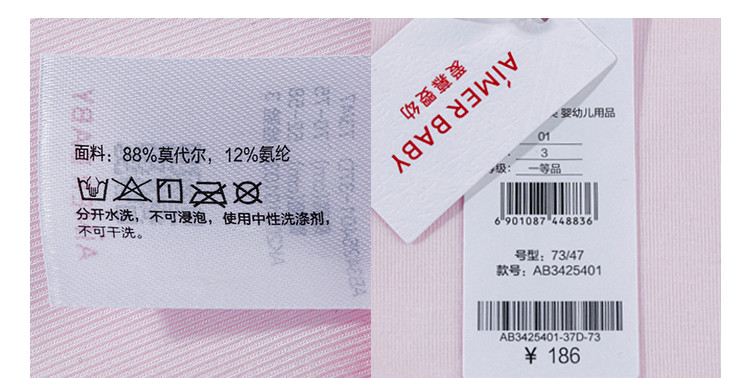 面料：88%莫代尔，12%氨纶
分开水洗，不可浸泡，使用中性洗涤剂，
不可干洗。
AIMER BABY
爱慕婴幼
婴幼儿用品
01
3
级：一等品
6 901087 448836
号型：73/47
款号：AB3425401
AB3425401-37D-73
¥ 186